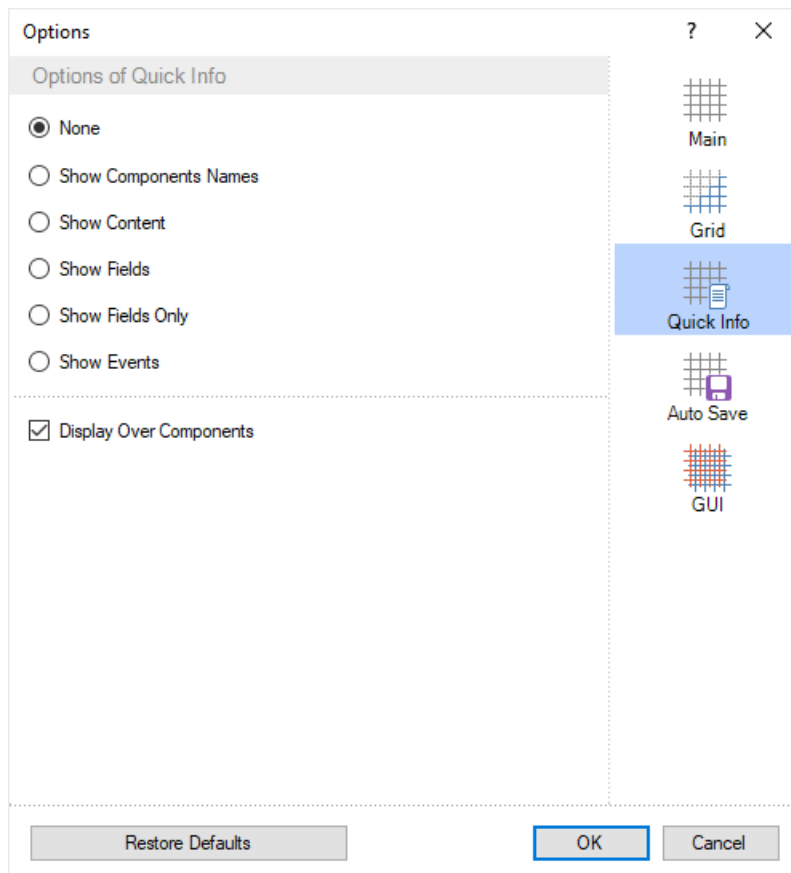 Options
?
Options of Quick Info
None
Show Components Names
Show Content
Show Fields
Show Fields Only
Show Events
Display Over Components
Main
Grid
Quick Info
Auto Save
GUI
Restore Defaults
OK
Cancel